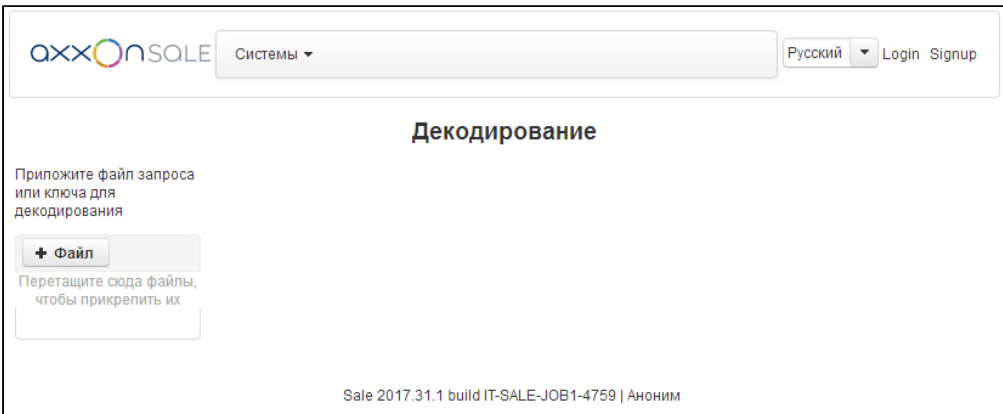 axxonsale
Системы
Русский
Login Signup
Декодирование
Приложите файл запроса
или ключа для
декодирования
+ Файл
Перетащите сюда файлы,
чтобы прикрепить их
Sale 2017.31.1 build IT-SALE-JOB1-4759 | Аноним